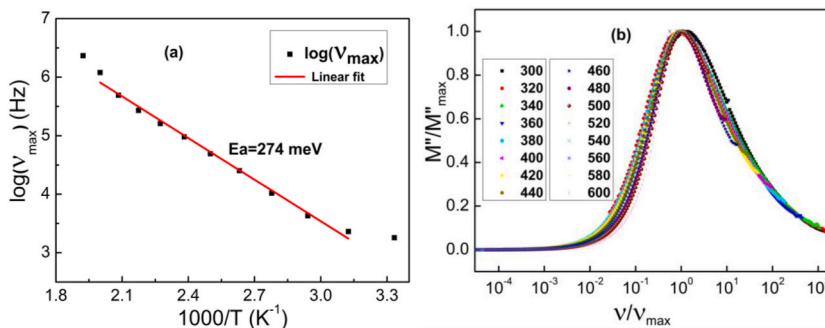 (a)
log(νmax)
Linear fit
Ea=274 meV
log(νmax) (Hz)
7
6
5
4
3
1.8 2.1 2.4 2.7 3.0 3.3
1000/T (K⁻¹)
(b)
300 460
320 480
340 500
360 520
380 540
400 560
420 580
440 600
M''/M''max
1.0
0.8
0.6
0.4
0.2
0.0
10⁻⁴ 10⁻³ 10⁻² 10⁻¹ 10⁰ 10¹ 10²
ν/νmax